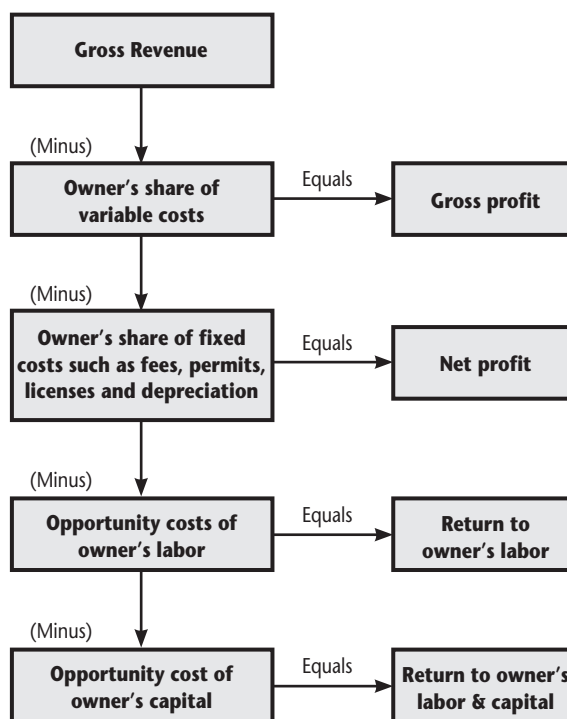 Gross Revenue
(Minus)
Owner's share of
variable costs
Equals
Gross profit
(Minus)
Owner's share of fixed
costs such as fees, permits,
licenses and depreciation
Equals
Net profit
(Minus)
Opportunity costs of
owner's labor
Equals
Return to
owner's labor
(Minus)
Opportunity cost of
owner's capital
Equals
Return to owner's
labor & capital